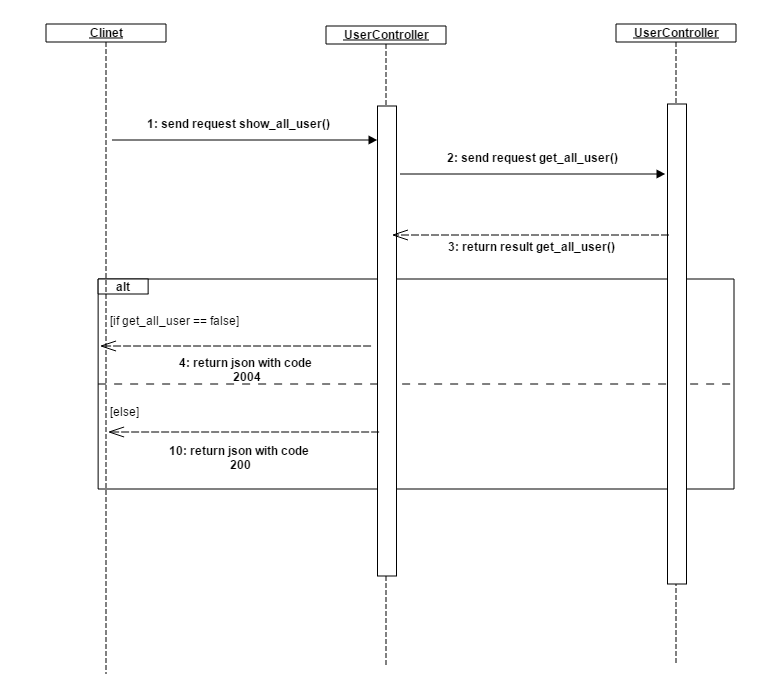 Clinet
UserController
UserController
1: send request show_all_user()
2: send request get_all_user()
3: return result get_all_user()
alt
[if get_all_user == false]
4: return json with code
2004
[else]
10: return json with code
200